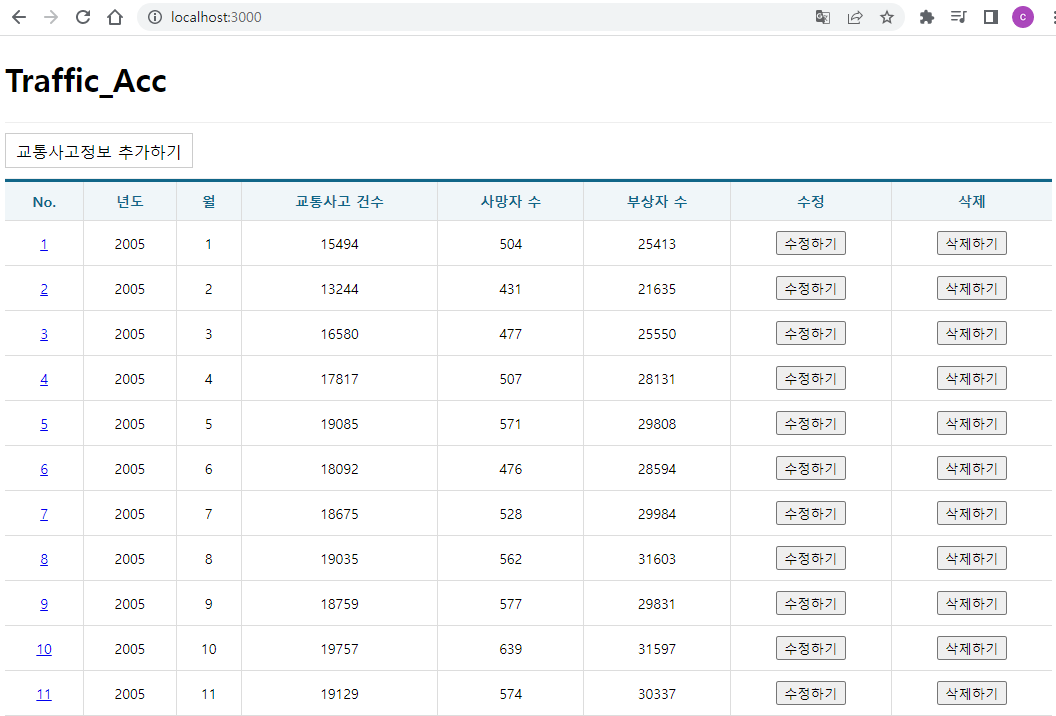 localhost:3000
C
Traffic_Acc
교통사고정보 추가하기
No. 년도 월 교통사고 건수 사망자 수 부상자 수 수정 삭제
1 2005 1 15494 504 25413 수정하기 삭제하기
2 2005 2 13244 431 21635 수정하기 삭제하기
3 2005 3 16580 477 25550 수정하기 삭제하기
4 2005 4 17817 507 28131 수정하기 삭제하기
5 2005 5 19085 571 29808 수정하기 삭제하기
6 2005 6 18092 476 28594 수정하기 삭제하기
7 2005 7 18675 528 29984 수정하기 삭제하기
8 2005 8 19035 562 31603 수정하기 삭제하기
9 2005 9 18759 577 29831 수정하기 삭제하기
10 2005 10 19757 639 31597 수정하기 삭제하기
11 2005 11 19129 574 30337 수정하기 삭제하기